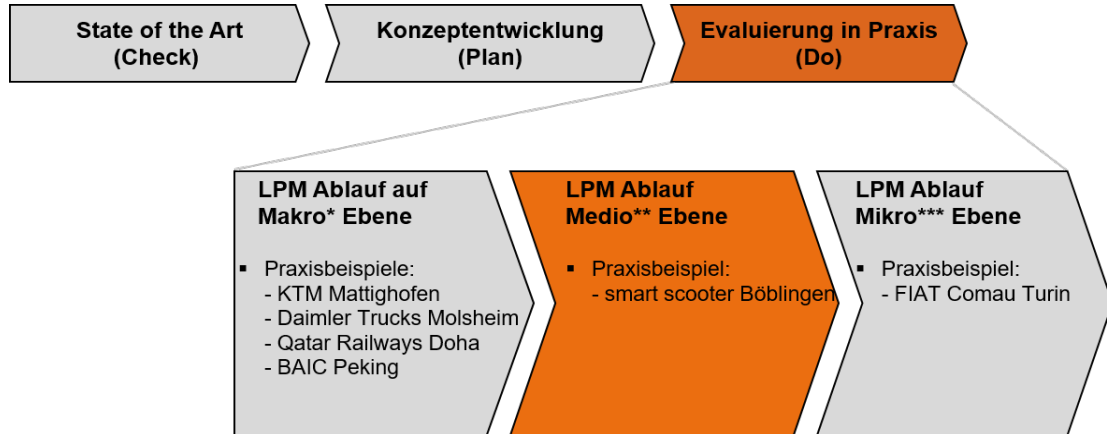 State of the Art
(Check)
Konzeptentwicklung
(Plan)
Evaluierung in Praxis
(Do)
LPM Ablauf auf
Makro* Ebene
▪ Praxisbeispiele:
- KTM Mattighofen
- Daimler Trucks Molsheim
- Qatar Railways Doha
- BAIC Peking
LPM Ablauf
Medio** Ebene
▪ Praxisbeispiel:
- smart scooter Böblingen
LPM Ablauf
Mikro*** Ebene
▪ Praxisbeispiel:
- FIAT Comau Turin